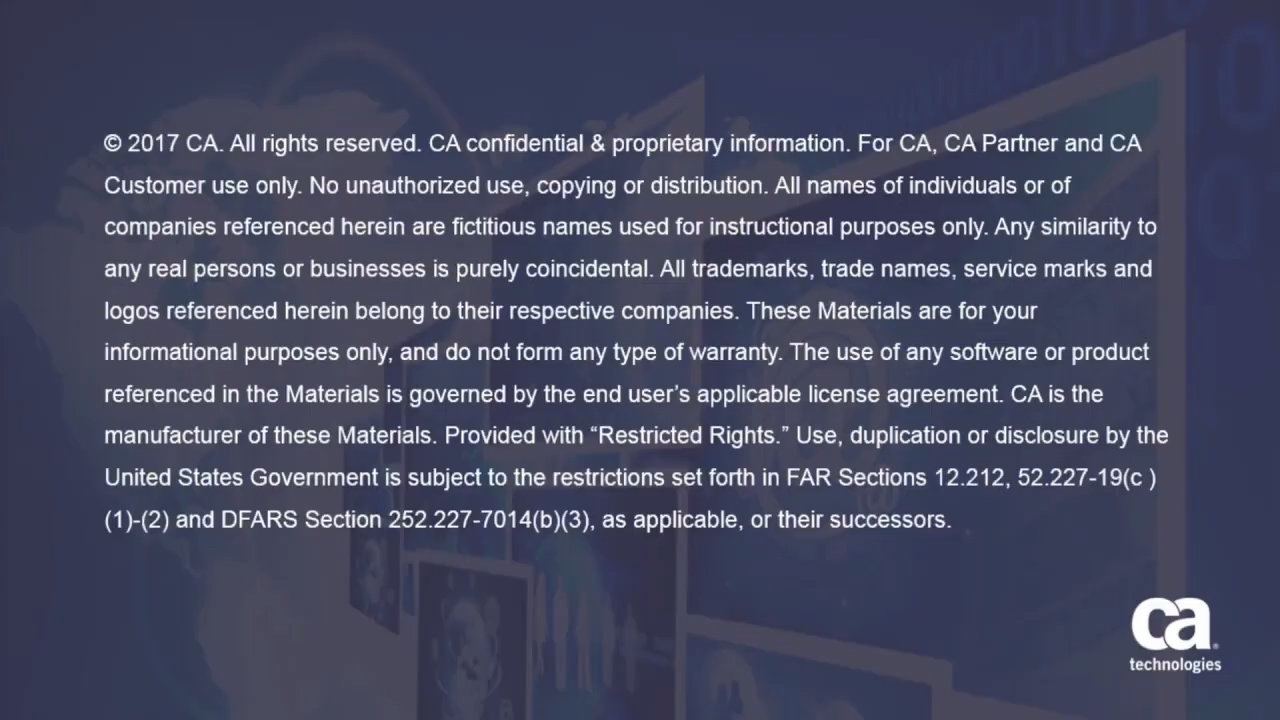 © 2017 CA. All rights reserved. CA confidential & proprietary information. For CA, CA Partner and CA
Customer use only. No unauthorized use, copying or distribution. All names of individuals or of
companies referenced herein are fictitious names used for instructional purposes only. Any similarity to
any real persons or businesses is purely coincidental. All trademarks, trade names, service marks and
logos referenced herein belong to their respective companies. These Materials are for your
informational purposes only, and do not form any type of warranty. The use of any software or product
referenced in the Materials is governed by the end user’s applicable license agreement. CA is the
manufacturer of these Materials. Provided with “Restricted Rights.” Use, duplication or disclosure by the
United States Government is subject to the restrictions set forth in FAR Sections 12.212, 52.227-19(c )
(1)-(2) and DFARS Section 252.227-7014(b)(3), as applicable, or their successors.
ca®
technologies